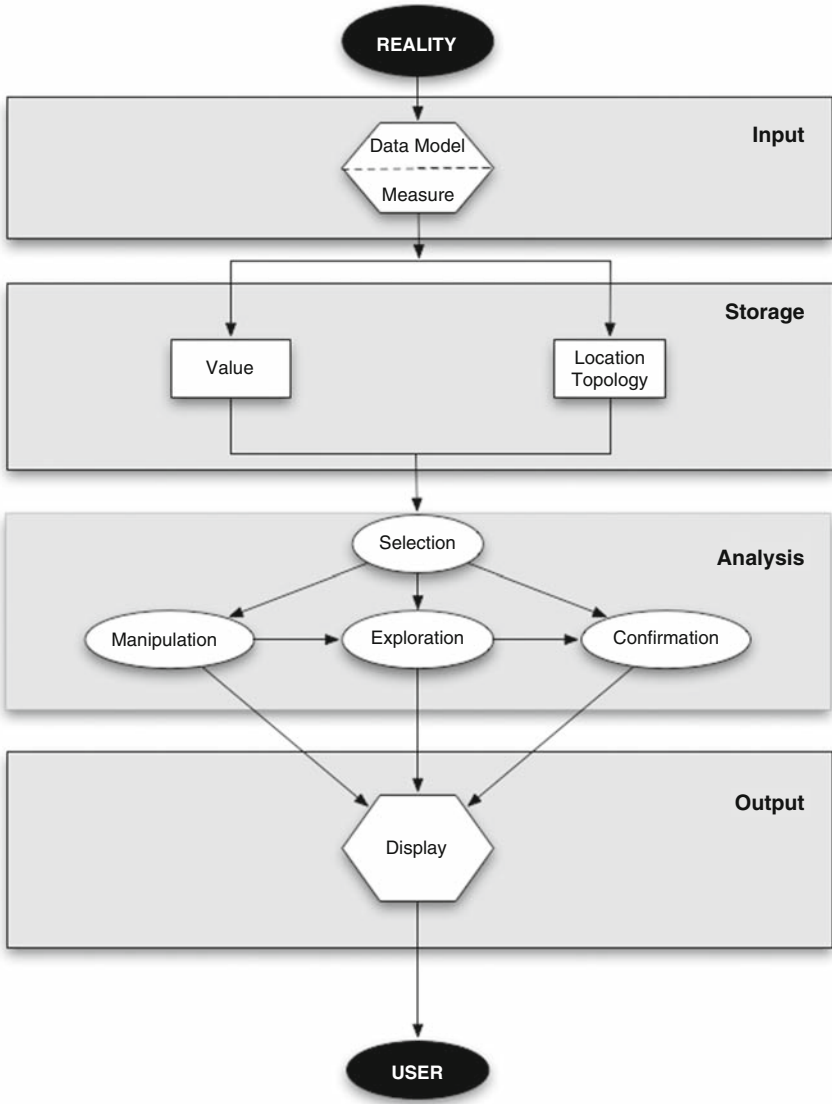 REALITY
Input
Data Model
Measure
Storage
Value
Location
Topology
Selection
Analysis
Manipulation
Exploration
Confirmation
Output
Display
USER